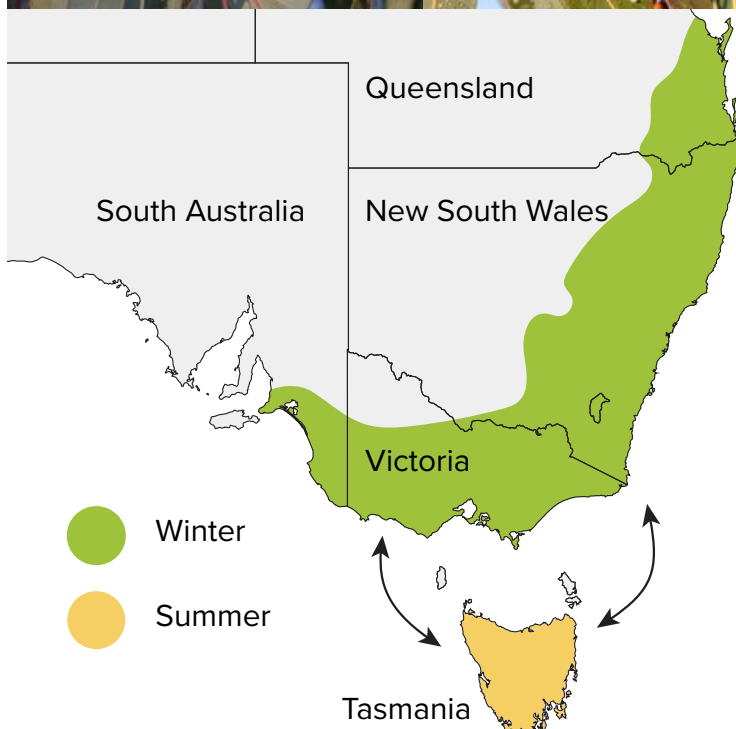 Queensland
South Australia
New South Wales
Victoria
Winter
Summer
Tasmania